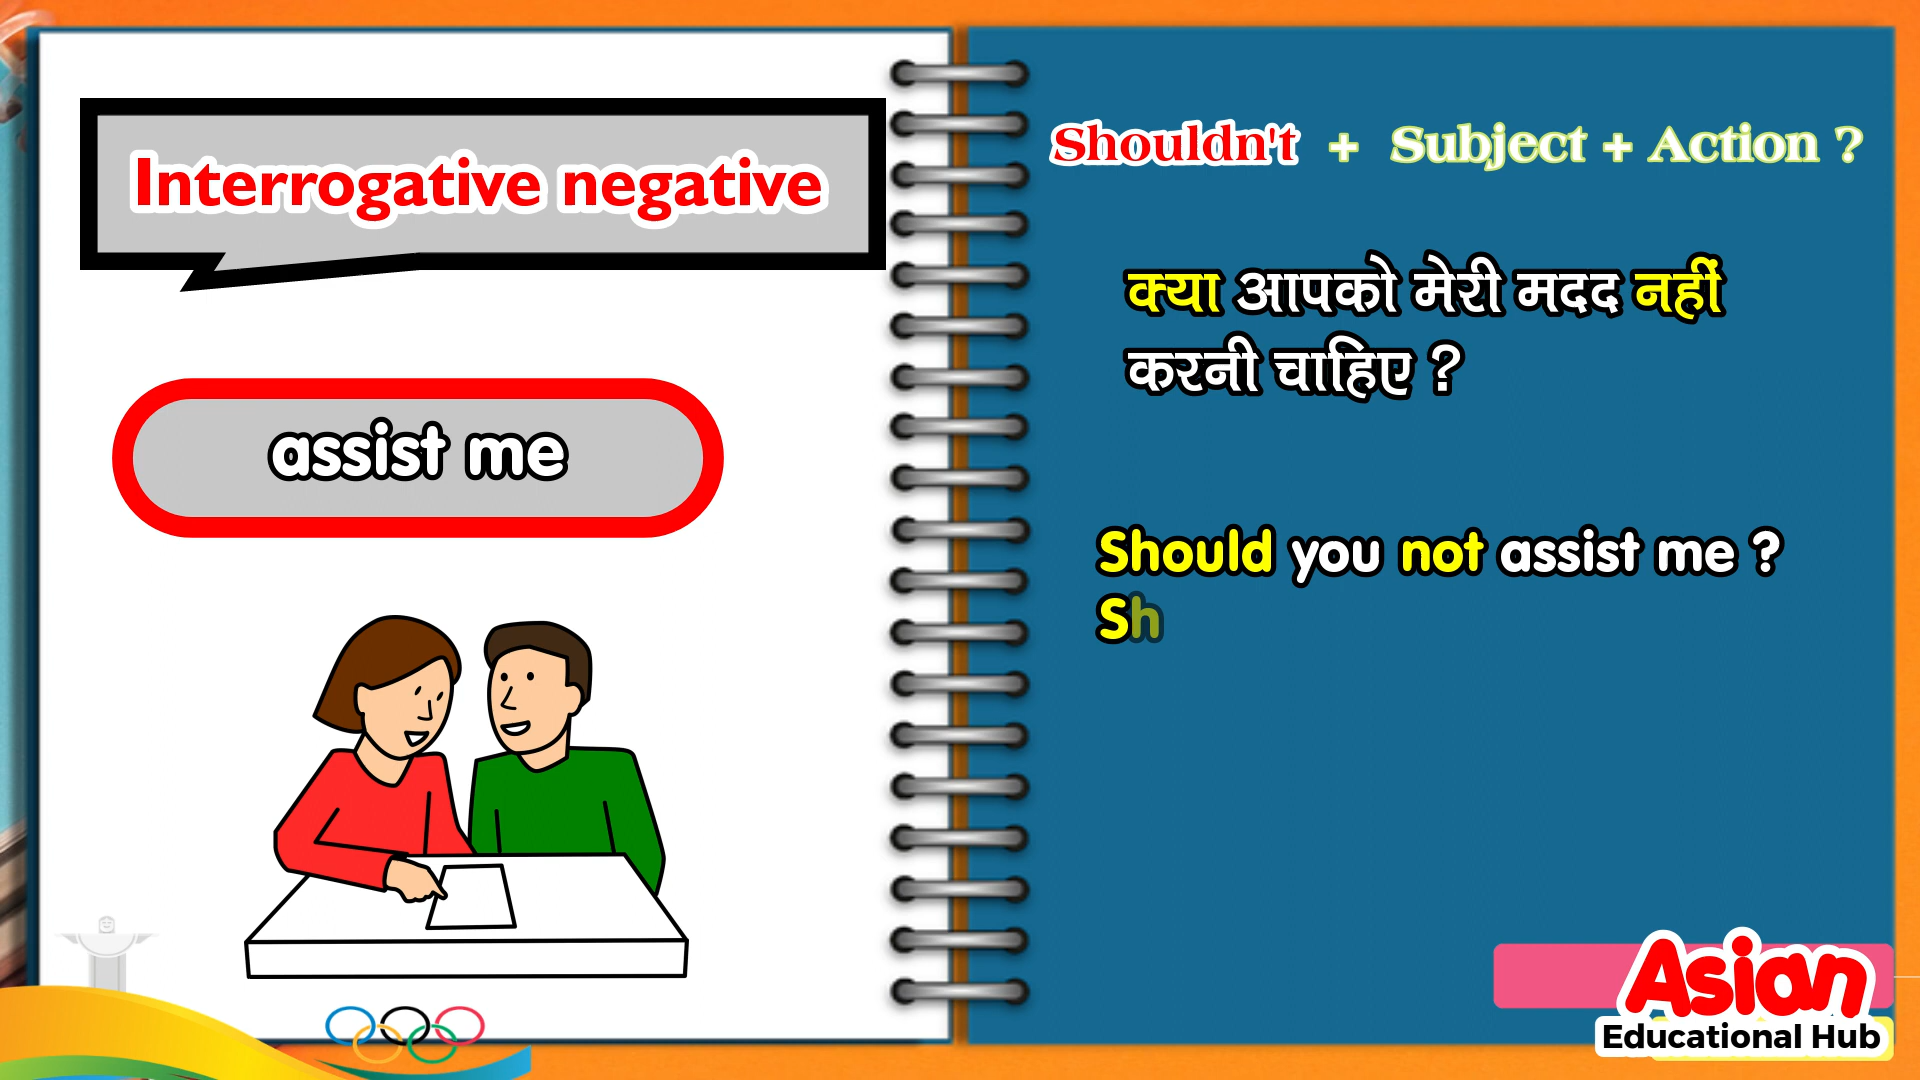 Interrogative negative
assist me
Shouldn't + Subject + Action ?
क्या आपको मेरी मदद नहीं
करनी चाहिए ?
Should you not assist me ?
Sh
Asian
Educational Hub